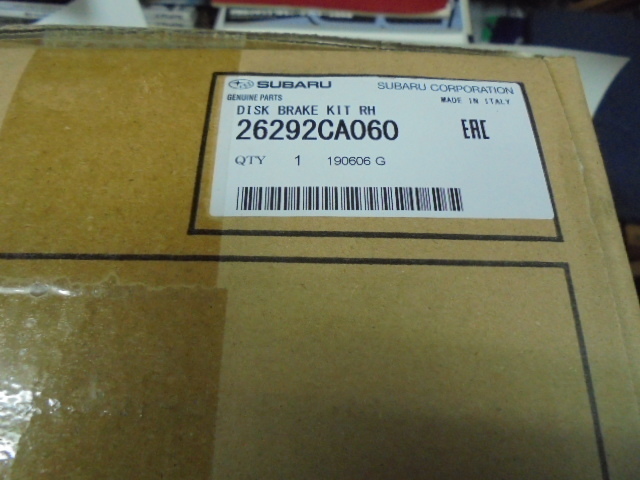 SUBARU SUBARU CORPORATION
GENUINE PARTS MADE IN ITALY
DISK BRAKE KIT RH
26292CA060 EAC
QTY 1 190606 G